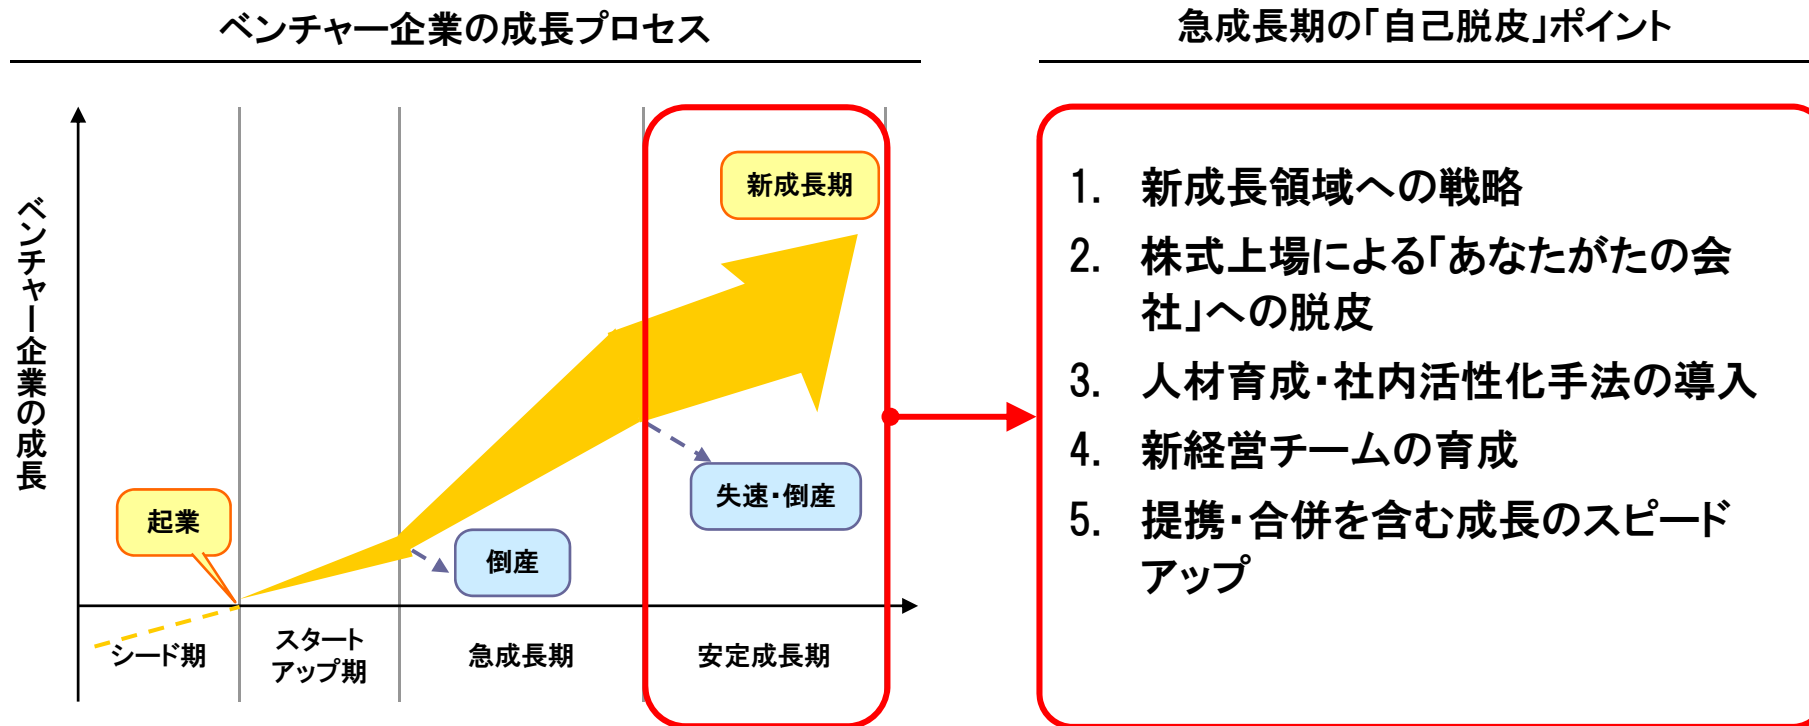 ベンチャー企業の成長プロセス
急成長期の「自己脱皮」ポイント
ベンチャー企業の成長
新成長期
起業
倒産
失速・倒産
シード期
スタート
アップ期
急成長期
安定成長期
1. 新成長領域への戦略
2. 株式上場による「あなたがたの会
社」への脱皮
3. 人材育成・社内活性化手法の導入
4. 新経営チームの育成
5. 提携・合併を含む成長のスピード
アップ